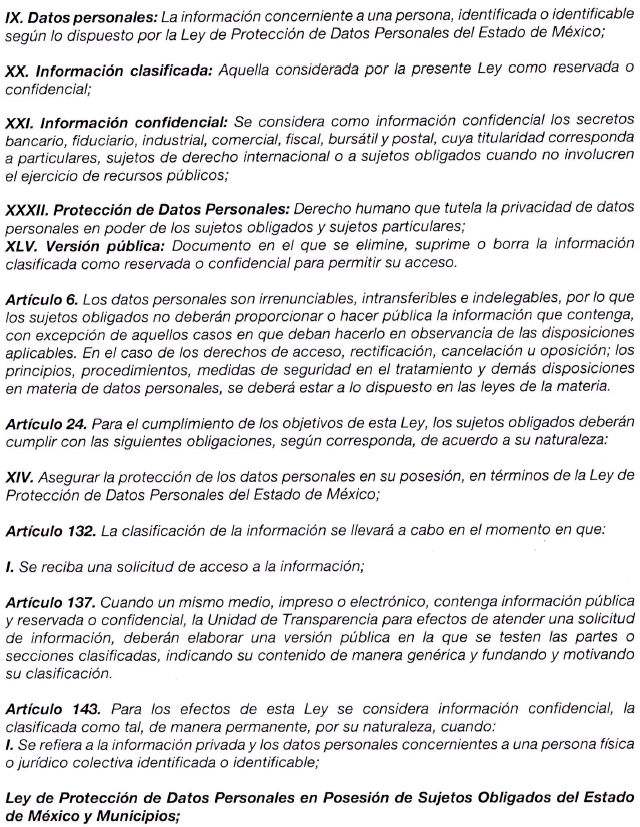 IX. Datos personales: La información concerniente a una persona, identificada o identificable
según lo dispuesto por la Ley de Protección de Datos Personales del Estado de México;
XX. Información clasificada: Aquella considerada por la presente Ley como reservada o
confidencial;
XXI. Información confidencial: Se considera como información confidencial los secretos
bancario, fiduciario, industrial, comercial, fiscal, bursátil y postal, cuya titularidad corresponda
a particulares, sujetos de derecho internacional o a sujetos obligados cuando no involucren
el ejercicio de recursos públicos;
XXXII. Protección de Datos Personales: Derecho humano que tutela la privacidad de datos
personales en poder de los sujetos obligados y sujetos particulares;
XLV. Versión pública: Documento en el que se elimine, suprime o borra la información
clasificada como reservada o confidencial para permitir su acceso.
Artículo 6. Los datos personales son irrenunciables, intransferibles e indelegables, por lo que
los sujetos obligados no deberán proporcionar o hacer pública la información que contenga,
con excepción de aquellos casos en que deban hacerlo en observancia de las disposiciones
aplicables. En el caso de los derechos de acceso, rectificación, cancelación u oposición; los
principios, procedimientos, medidas de seguridad en el tratamiento y demás disposiciones
en materia de datos personales, se deberá estar a lo dispuesto en las leyes de la materia.
Artículo 24. Para el cumplimiento de los objetivos de esta Ley, los sujetos obligados deberán
cumplir con las siguientes obligaciones, según corresponda, de acuerdo a su naturaleza:
XIV. Asegurar la protección de los datos personales en su posesión, en términos de la Ley de
Protección de Datos Personales del Estado de México;
Artículo 132. La clasificación de la información se llevará a cabo en el momento en que:
I. Se reciba una solicitud de acceso a la información;
Artículo 137. Cuando un mismo medio, impreso o electrónico, contenga información pública
y reservada o confidencial, la Unidad de Transparencia para efectos de atender una solicitud
de información, deberán elaborar una versión pública en la que se testen las partes o
secciones clasificadas, indicando su contenido de manera genérica y fundando y motivando
su clasificación.
Artículo 143. Para los efectos de esta Ley se considera información confidencial, la
clasificada como tal, de manera permanente, por su naturaleza, cuando:
I. Se refiera a la información privada y los datos personales concernientes a una persona física
o jurídico colectiva identificada o identificable;
Ley de Protección de Datos Personales en Posesión de Sujetos Obligados del Estado
de México y Municipios;